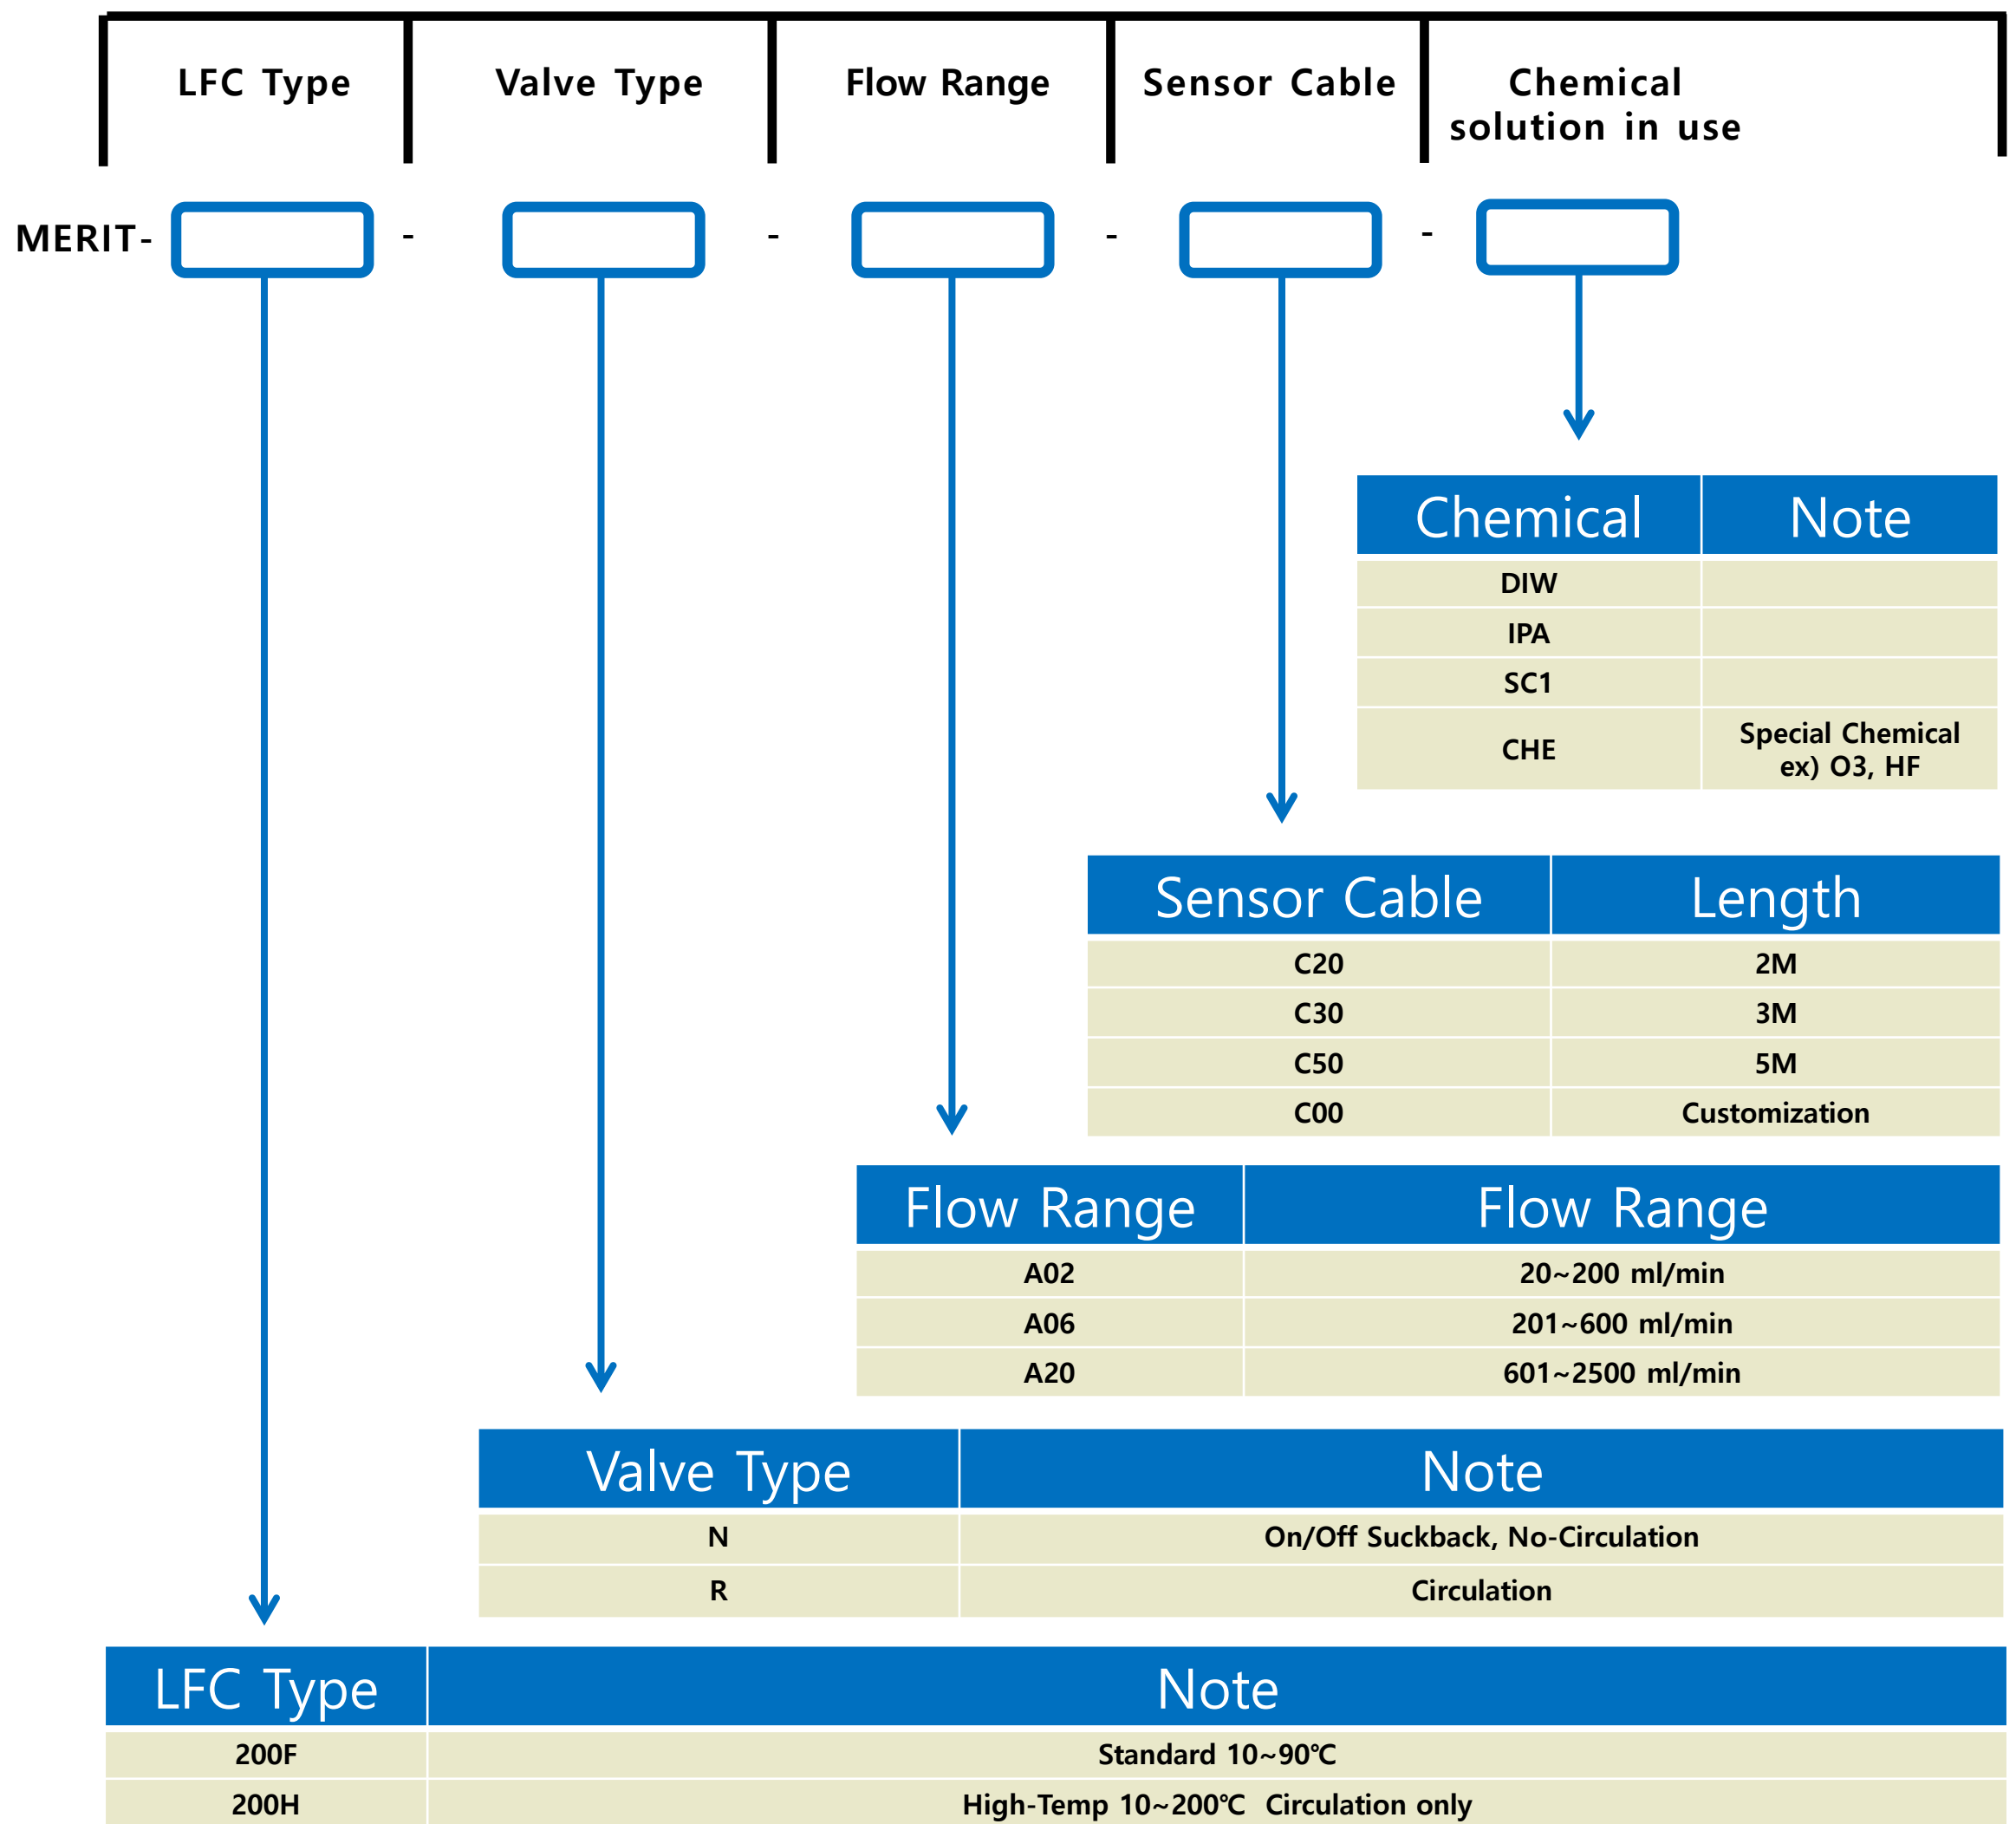 LFC Type
Valve Type
Flow Range
Sensor Cable
Chemical
solution in use
MERIT- - - - -
Chemical Note
DIW
IPA
SC1
CHE Special Chemical
ex) O3, HF
Sensor Cable Length
C20 2M
C30 3M
C50 5M
C00 Customization
Flow Range Flow Range
A02 20~200 ml/min
A06 201~600 ml/min
A20 601~2500 ml/min
Valve Type Note
N On/Off Suckback, No-Circulation
R Circulation
LFC Type Note
200F Standard 10~90℃
200H High-Temp 10~200℃ Circulation only